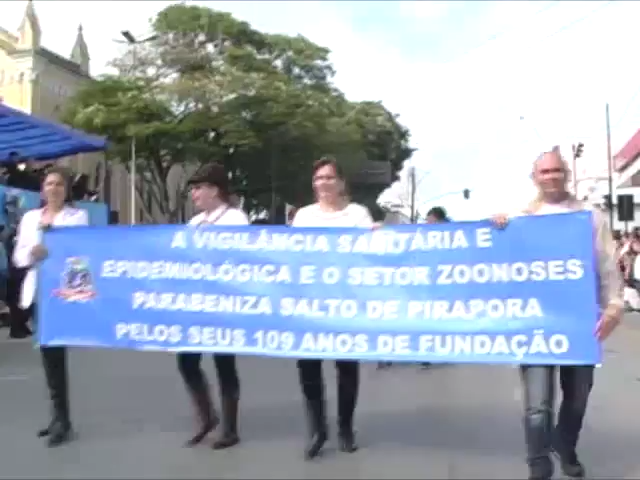 A VIGILÂNCIA SANITÁRIA E
EPIDEMIOLÓGICA E O SETOR ZOONOSES
PARABENIZA SALTO DE PIRAPORA
PELOS SEUS 109 ANOS DE FUNDAÇÃO